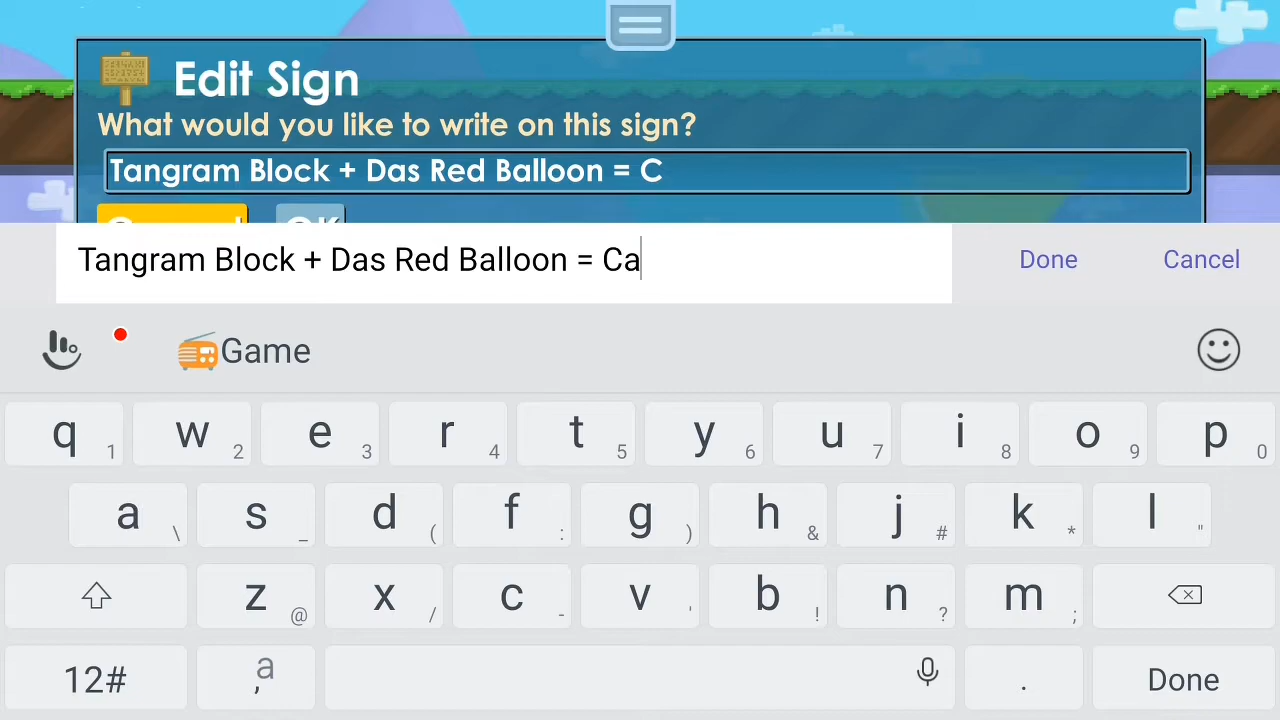 Edit Sign
What would you like to write on this sign?
Tangram Block + Das Red Balloon = C
OK
Tangram Block + Das Red Balloon = Ca
Done Cancel
Game
q 1 w 2 e 3 r 4 t 5 y 6 u 7 i 8 o 9 p 0
a \ s _ d ( f : g ) h & j # k * l "
z @ x / c - v ' b ! n ? m ;
12# , a . Done